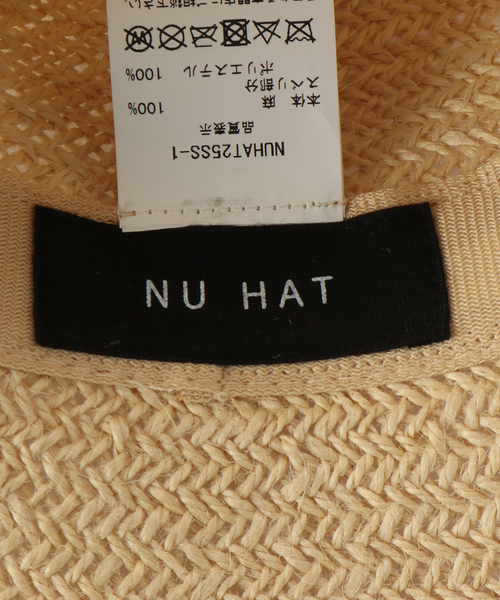 NUHAT25SS-1
品質表示
本体 麻 100%
スベリ部分
ポリエステル 100%
NU HAT